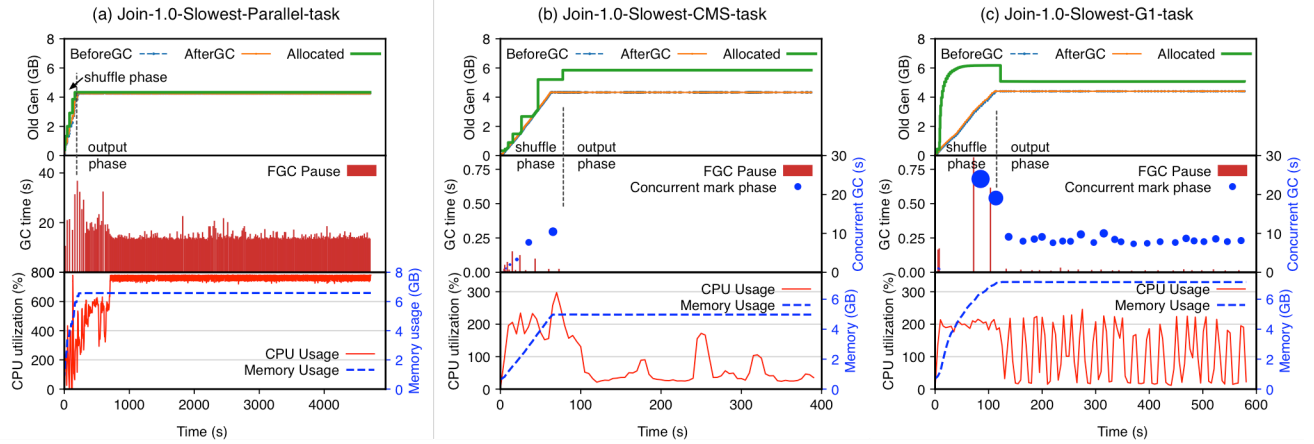 (a) Join-1.0-Slowest-Parallel-task
8
6
4
2
0
Old Gen (GB)
BeforeGC
AfterGC
Allocated
shuffle phase
output
phase
40
20
0
GC time (s)
FGC Pause
800
600
400
200
0
CPU utilization (%)
CPU Usage
Memory Usage
8
6
4
2
0
Memory usage (GB)
0
1000
2000
3000
4000
Time (s)
(b) Join-1.0-Slowest-CMS-task
8
6
4
2
0
Old Gen (GB)
BeforeGC
AfterGC
Allocated
shuffle
phase
output
phase
0.75
0.50
0.25
0.00
GC time (s)
FGC Pause
Concurrent mark phase
30
20
10
0
Concurrent GC (s)
300
200
100
0
CPU utilization (%)
CPU Usage
Memory Usage
6
4
2
0
Memory (GB)
0
100
200
300
400
Time (s)
(c) Join-1.0-Slowest-G1-task
8
6
4
2
0
Old Gen (GB)
BeforeGC
AfterGC
Allocated
shuffle
phase
output
phase
0.75
0.50
0.25
0.00
GC time (s)
FGC Pause
Concurrent mark phase
30
20
10
0
Concurrent GC (s)
300
200
100
0
CPU utilization (%)
CPU Usage
Memory Usage
6
4
2
0
Memory (GB)
0
100
200
300
400
500
600
Time (s)